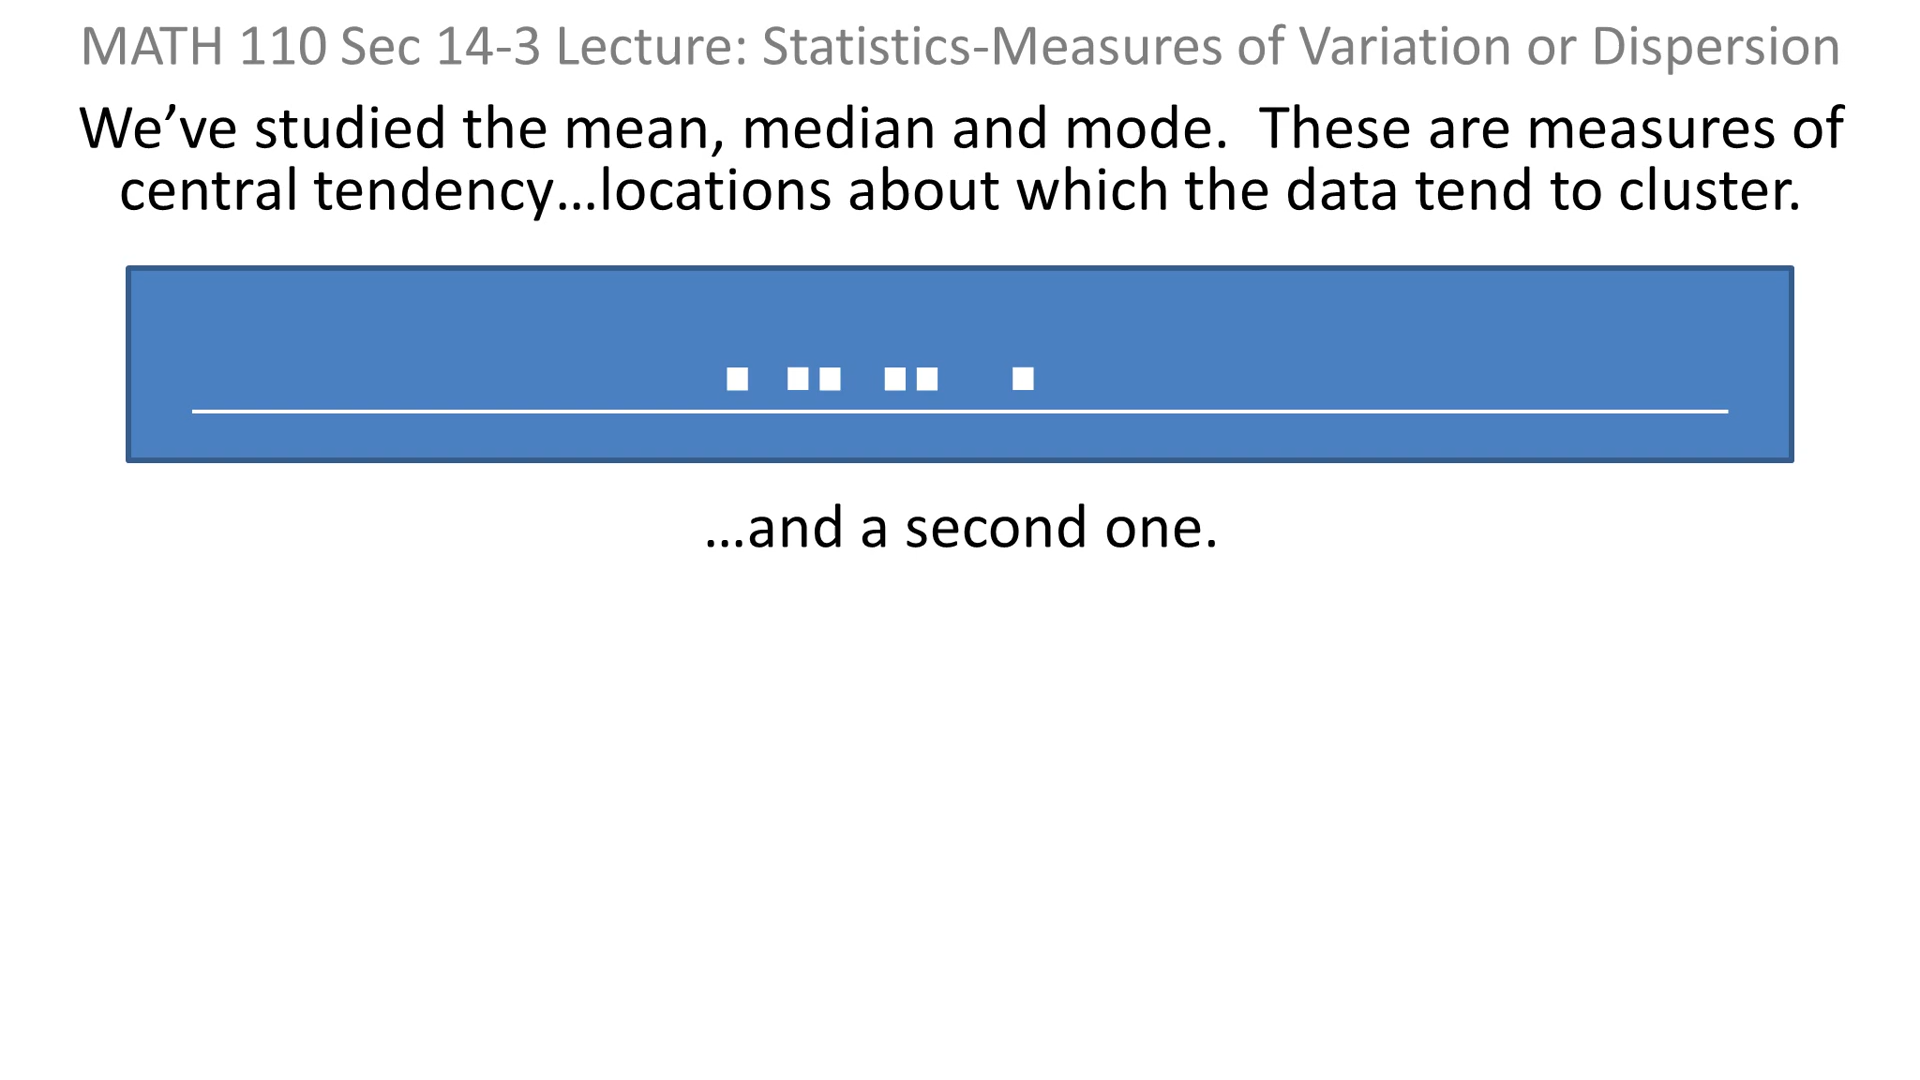 MATH 110 Sec 14-3 Lecture: Statistics-Measures of Variation or Dispersion
We’ve studied the mean, median and mode.  These are measures of
central tendency…locations about which the data tend to cluster.
…and a second one.